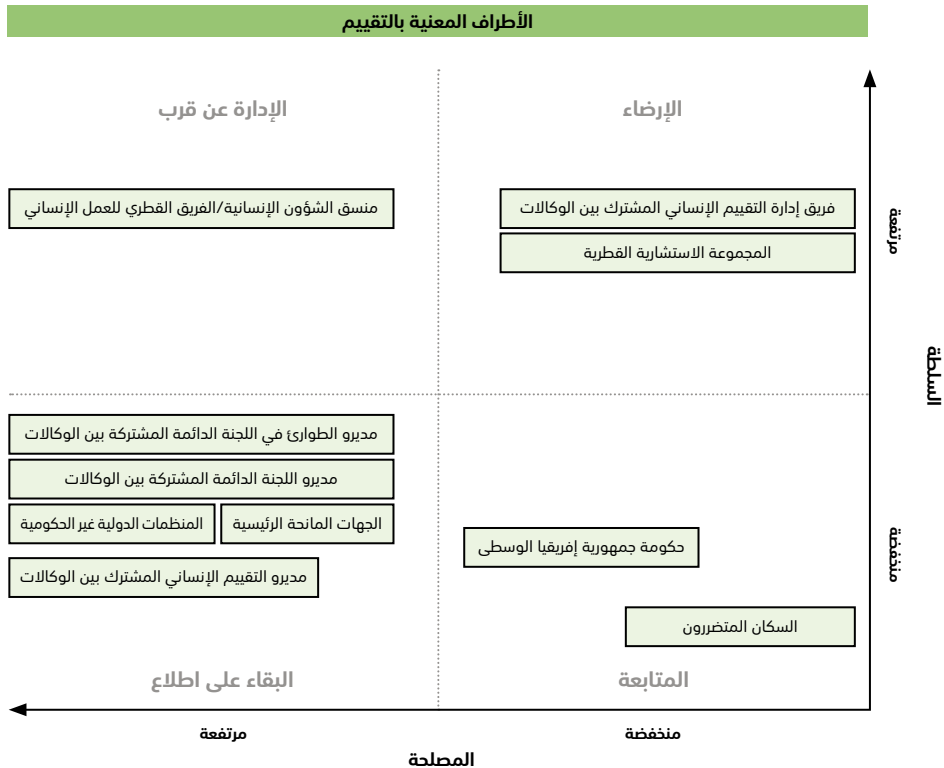 الأطراف المعنية بالتقييم
الإرضاء
الإدارة عن قرب
فريق إدارة التقييم الإنساني المشترك بين الوكالات
منسق الشؤون الإنسانية/الفريق القطري للعمل الإنساني
المجموعة الاستشارية القطرية
مرتفعة
السلطة
مديرو الطوارئ في اللجنة الدائمة المشتركة بين الوكالات
مديرو اللجنة الدائمة المشتركة بين الوكالات
الجهات المانحة الرئيسية
المنظمات الدولية غير الحكومية
حكومة جمهورية إفريقيا الوسطى
مديرو التقييم الإنساني المشترك بين الوكالات
السكان المتضررون
منخفضة
المتابعة
البقاء على اطلاع
منخفضة
مرتفعة
المصلحة